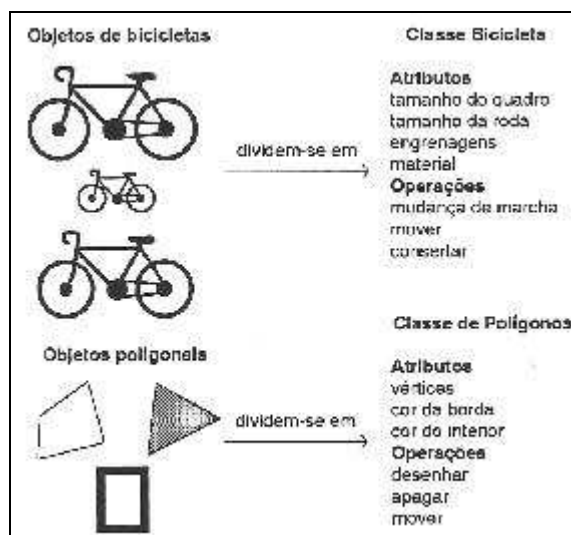 Objetos de bicicletas
dividem-se em
Classe Bicicleta
Atributos
tamanho do quadro
tamanho da roda
engrenagens
material
Operações
mudança de marcha
mover
consertar
Objetos poligonais
dividem-se em
Classe de Polígonos
Atributos
vértices
cor da borda
cor do interior
Operações
desenhar
apagar
mover